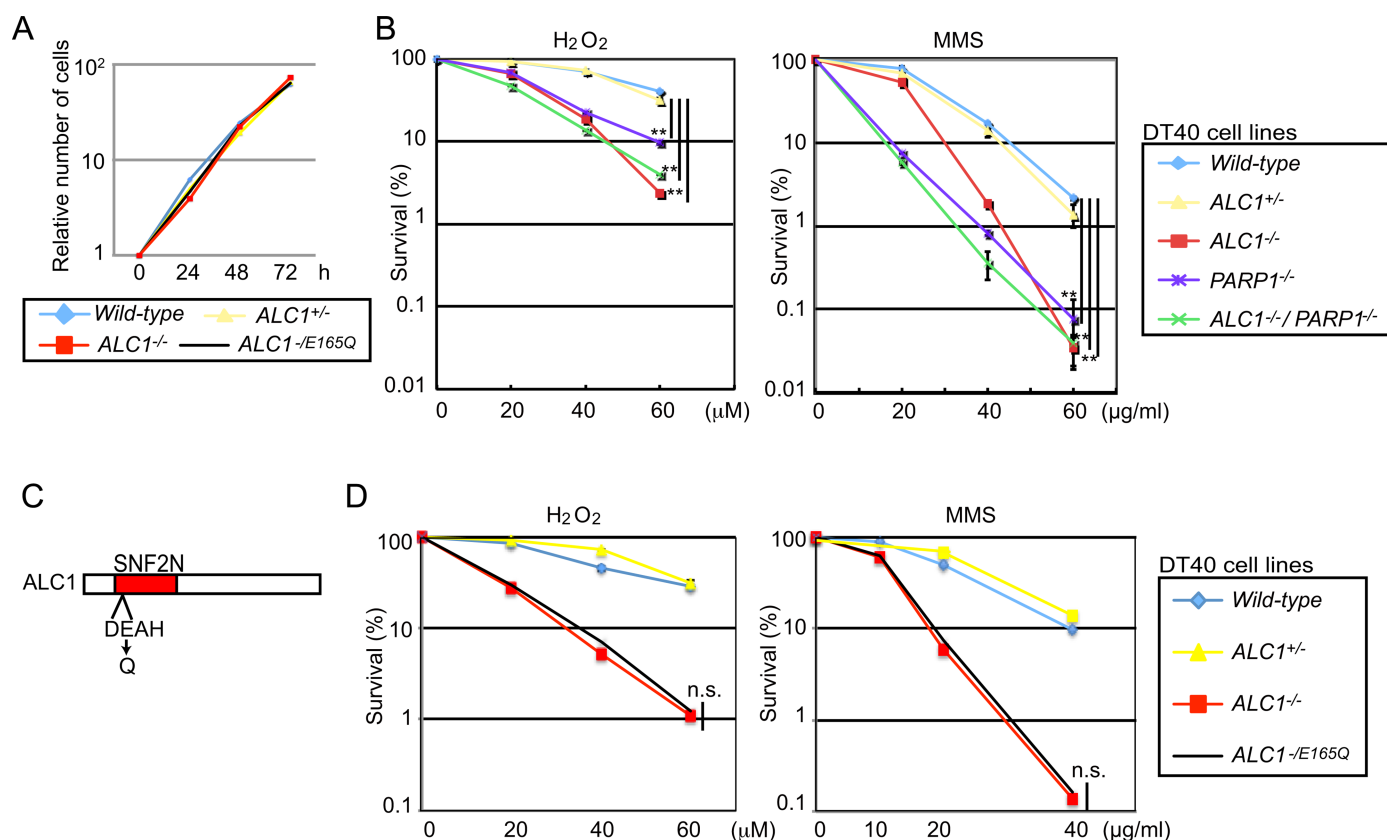 A
Relative number of cells
10²
10
1
0 24 48 72 h
Wild-type ALC1+/-
ALC1-/- ALC1-/E165Q
B
H2O2
Survival (%)
100
10
1
0.1
0.01
**
**
**
0 20 40 60 (μM)
MMS
Survival (%)
100
10
1
0.1
0.01
**
**
**
0 20 40 60 (μg/ml)
DT40 cell lines
Wild-type
ALC1+/-
ALC1-/-
PARP1-/-
ALC1-/-/ PARP1-/-
C
SNF2N
ALC1
DEAH
Q
D
H2O2
Survival (%)
100
10
1
0.1
n.s.
0 20 40 60 (μM)
MMS
Survival (%)
100
10
1
0.1
n.s.
0 10 20 40 (μg/ml)
DT40 cell lines
Wild-type
ALC1+/-
ALC1-/-
ALC1-/E165Q